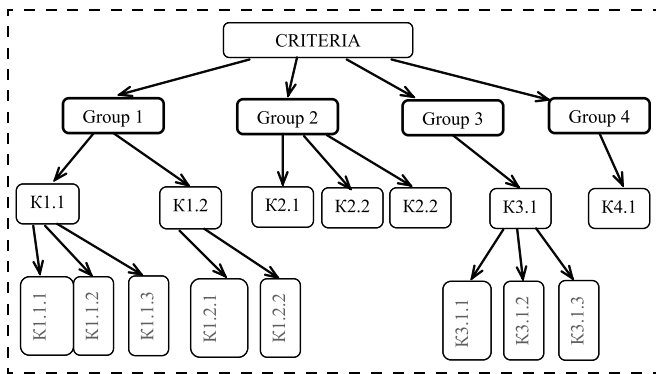 CRITERIA
Group 1
Group 2
Group 3
Group 4
K1.1
K1.2
K2.1
K2.2
K2.2
K3.1
K4.1
K1.1.1
K1.1.2
K1.1.3
K1.2.1
K1.2.2
K3.1.1
K3.1.2
K3.1.3